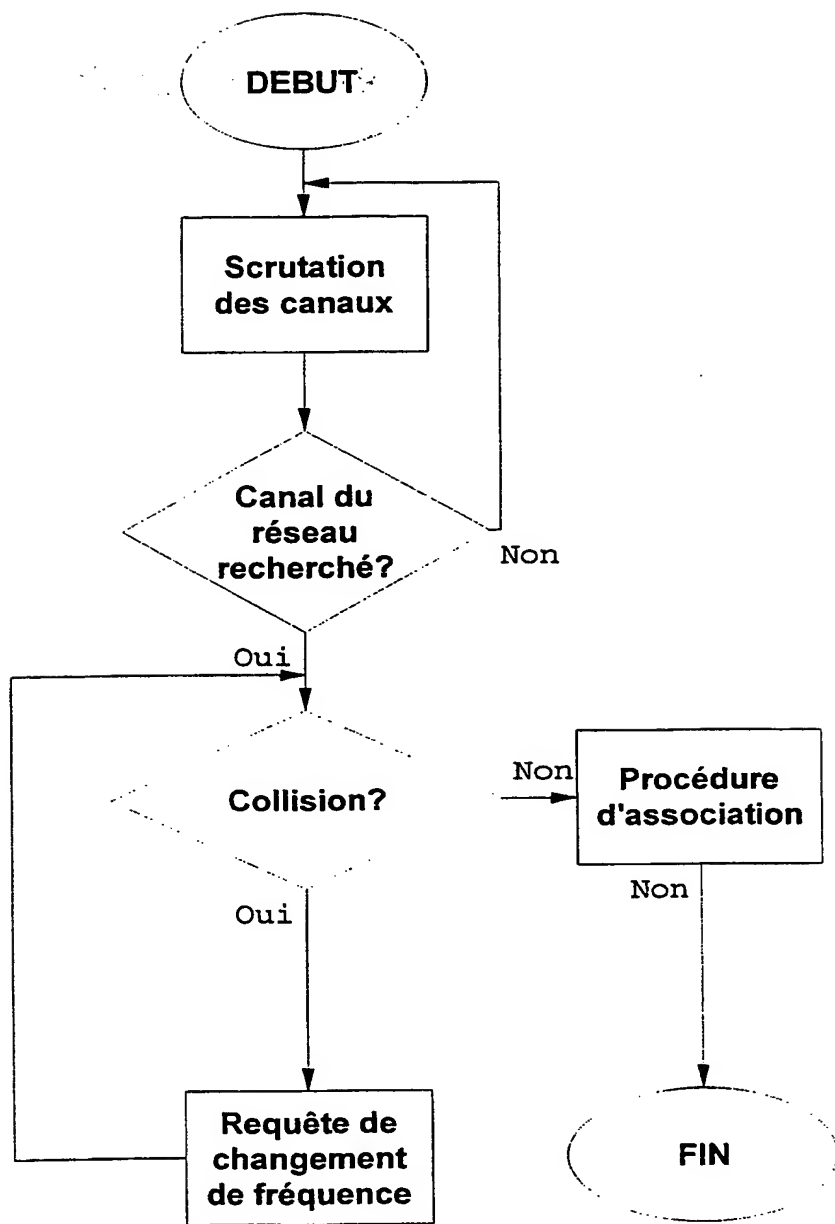 DEBUT
Scrutation
des canaux
Canal du
réseau
recherché?
Non
Oui
Collision?
Non
Procédure
d'association
Oui
Non
Requête de
changement
de fréquence
FIN